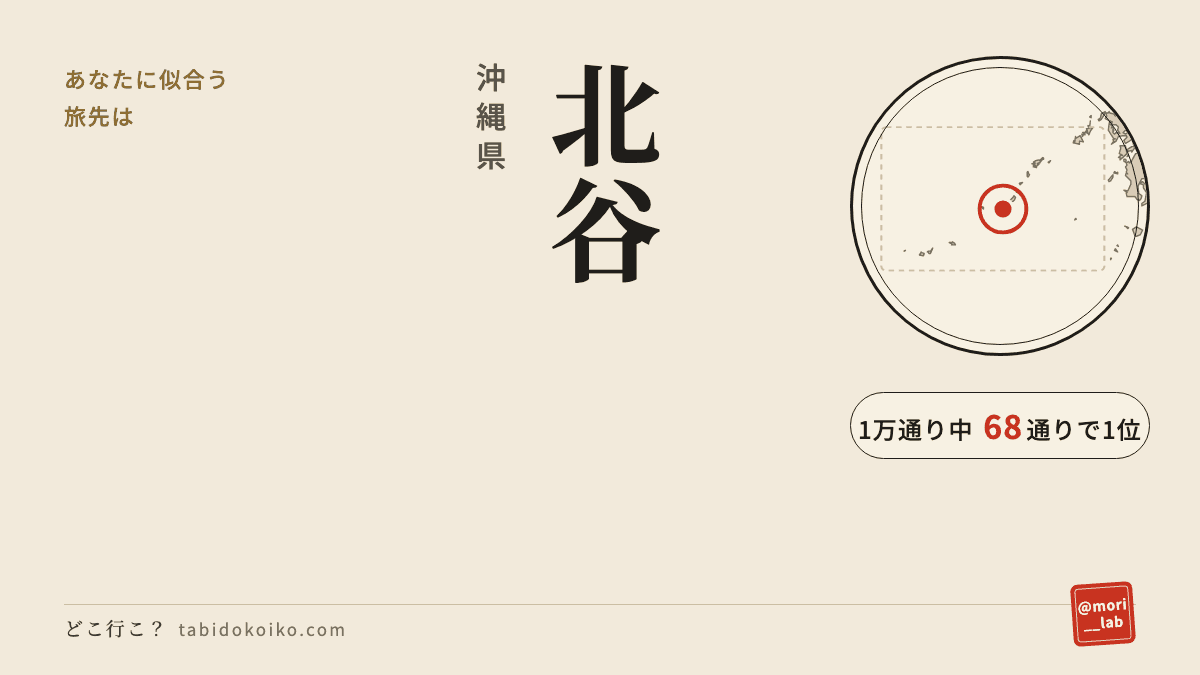 あなたに似合う
旅先は
北谷
沖縄県
1万通り中 68通りで1位
どこ行こ？ tabidokoiko.com
@mori
__lab